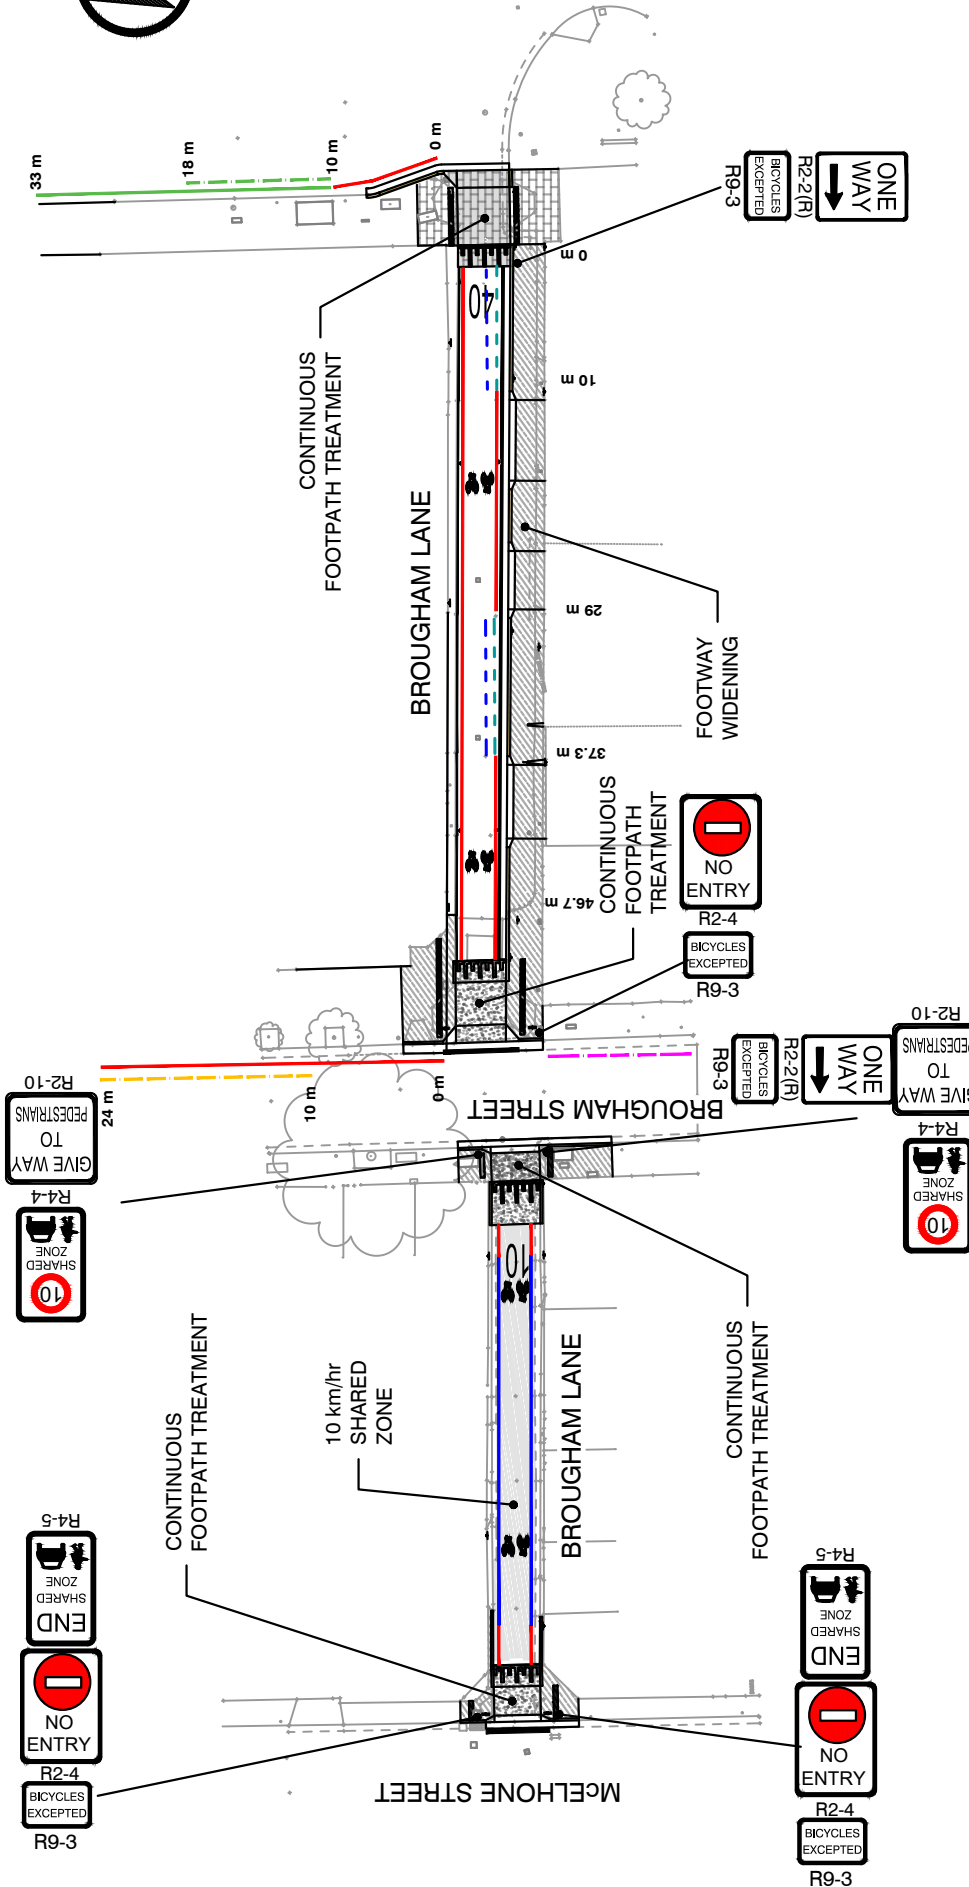 33 m
18 m
10 m
0 m
CONTINUOUS
FOOTPATH TREATMENT
BROUGHAM LANE
40
0 m
10 m
29 m
37.3 m
46.7 m
R9-3
BICYCLES
EXCEPTED
R2-2(R)
ONE
WAY
FOOTWAY
WIDENING
CONTINUOUS
FOOTPATH
TREATMENT
NO
ENTRY
R2-4
BICYCLES
EXCEPTED
R9-3
24 m
10 m
0 m
BROUGHAM STREET
R9-3
BICYCLES
EXCEPTED
R2-2(R)
ONE
WAY
R2-10
GIVE WAY
TO
PEDESTRIANS
R4-4
10
SHARED
ZONE
R2-10
GIVE WAY
TO
PEDESTRIANS
R4-4
10
SHARED
ZONE
10
CONTINUOUS
FOOTPATH TREATMENT
10 km/hr
SHARED
ZONE
BROUGHAM LANE
CONTINUOUS
FOOTPATH TREATMENT
R4-5
END
SHARED
ZONE
NO
ENTRY
R2-4
BICYCLES
EXCEPTED
R9-3
McELHONE STREET
R4-5
END
SHARED
ZONE
NO
ENTRY
R2-4
BICYCLES
EXCEPTED
R9-3